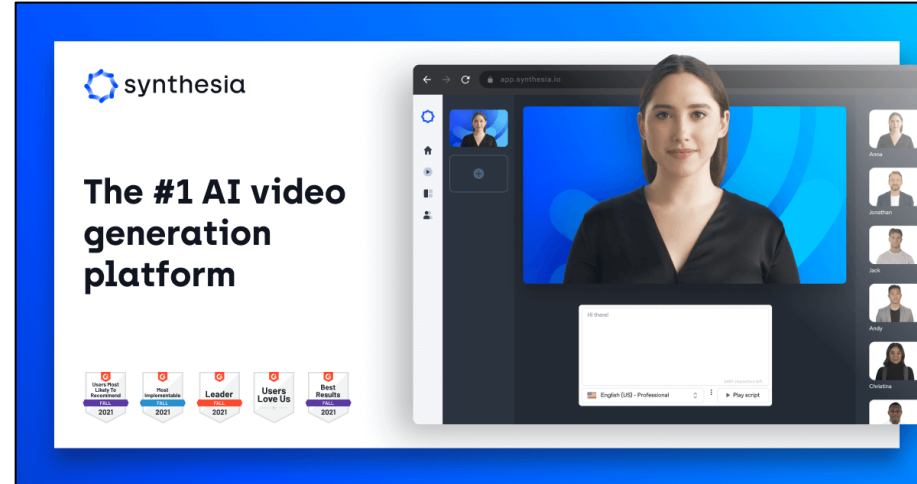 synthesia
The #1 AI video
generation
platform
Users Most
Likely To
Recommend
FALL
2021
Most
Implementable
FALL
2021
Leader
FALL
2021
Users
Love Us
Best
Results
FALL
2021
app.synthesia.io
Hi there!
English (US) - Professional
Play script
Anna
Jonathan
Jack
Andy
Christina